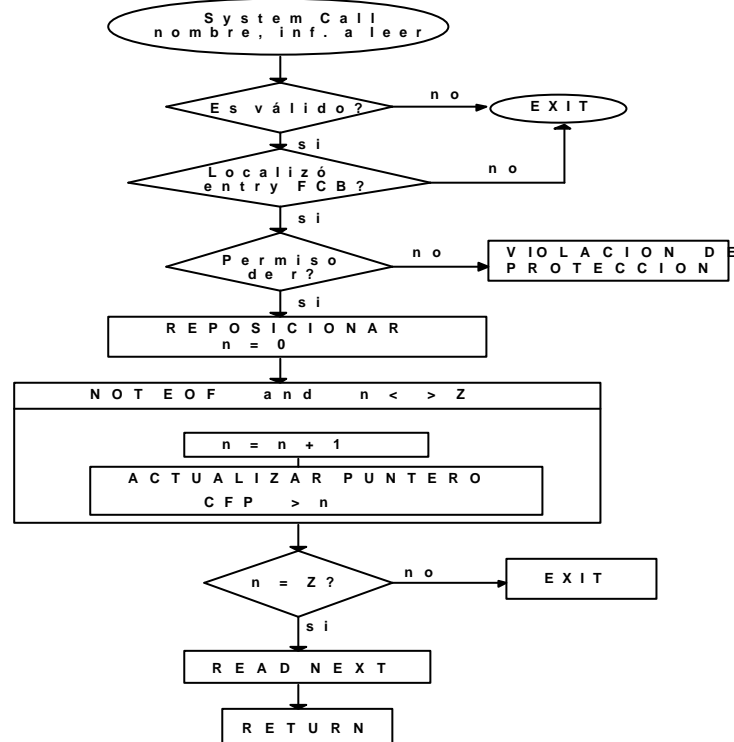 System Call
nombre, inf. a leer
Es válido?
no
EXIT
si
Localizó
entry FCB?
no
si
Permiso
de r?
no
VIOLACION DE
PROTECCION
si
REPOSICIONAR
n = 0
NOT EOF and n < > Z
n = n + 1
ACTUALIZAR PUNTERO
CFP > n
n = Z?
no
EXIT
si
READ NEXT
RETURN